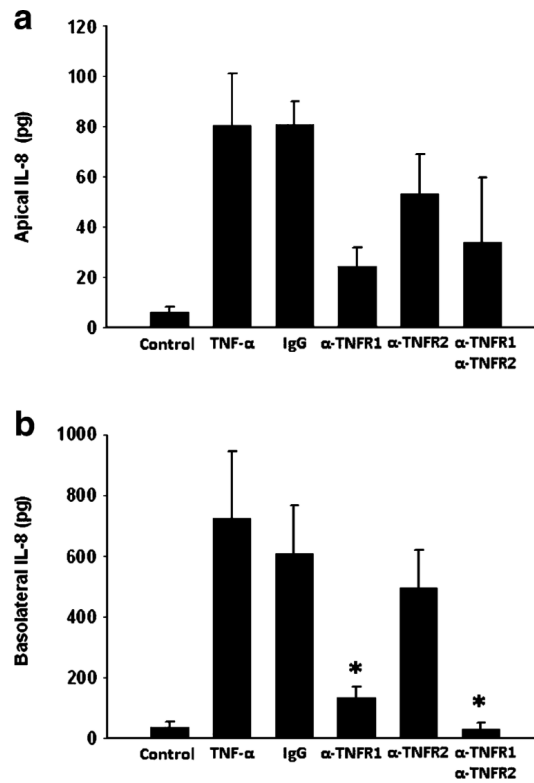 a
Apical IL-8 (pg)
120
100
80
60
40
20
0
Control TNF-α IgG α-TNFR1 α-TNFR2 α-TNFR1
α-TNFR2
b
Basolateral IL-8 (pg)
1000
800
600
400
200
0
* *
Control TNF-α IgG α-TNFR1 α-TNFR2 α-TNFR1
α-TNFR2